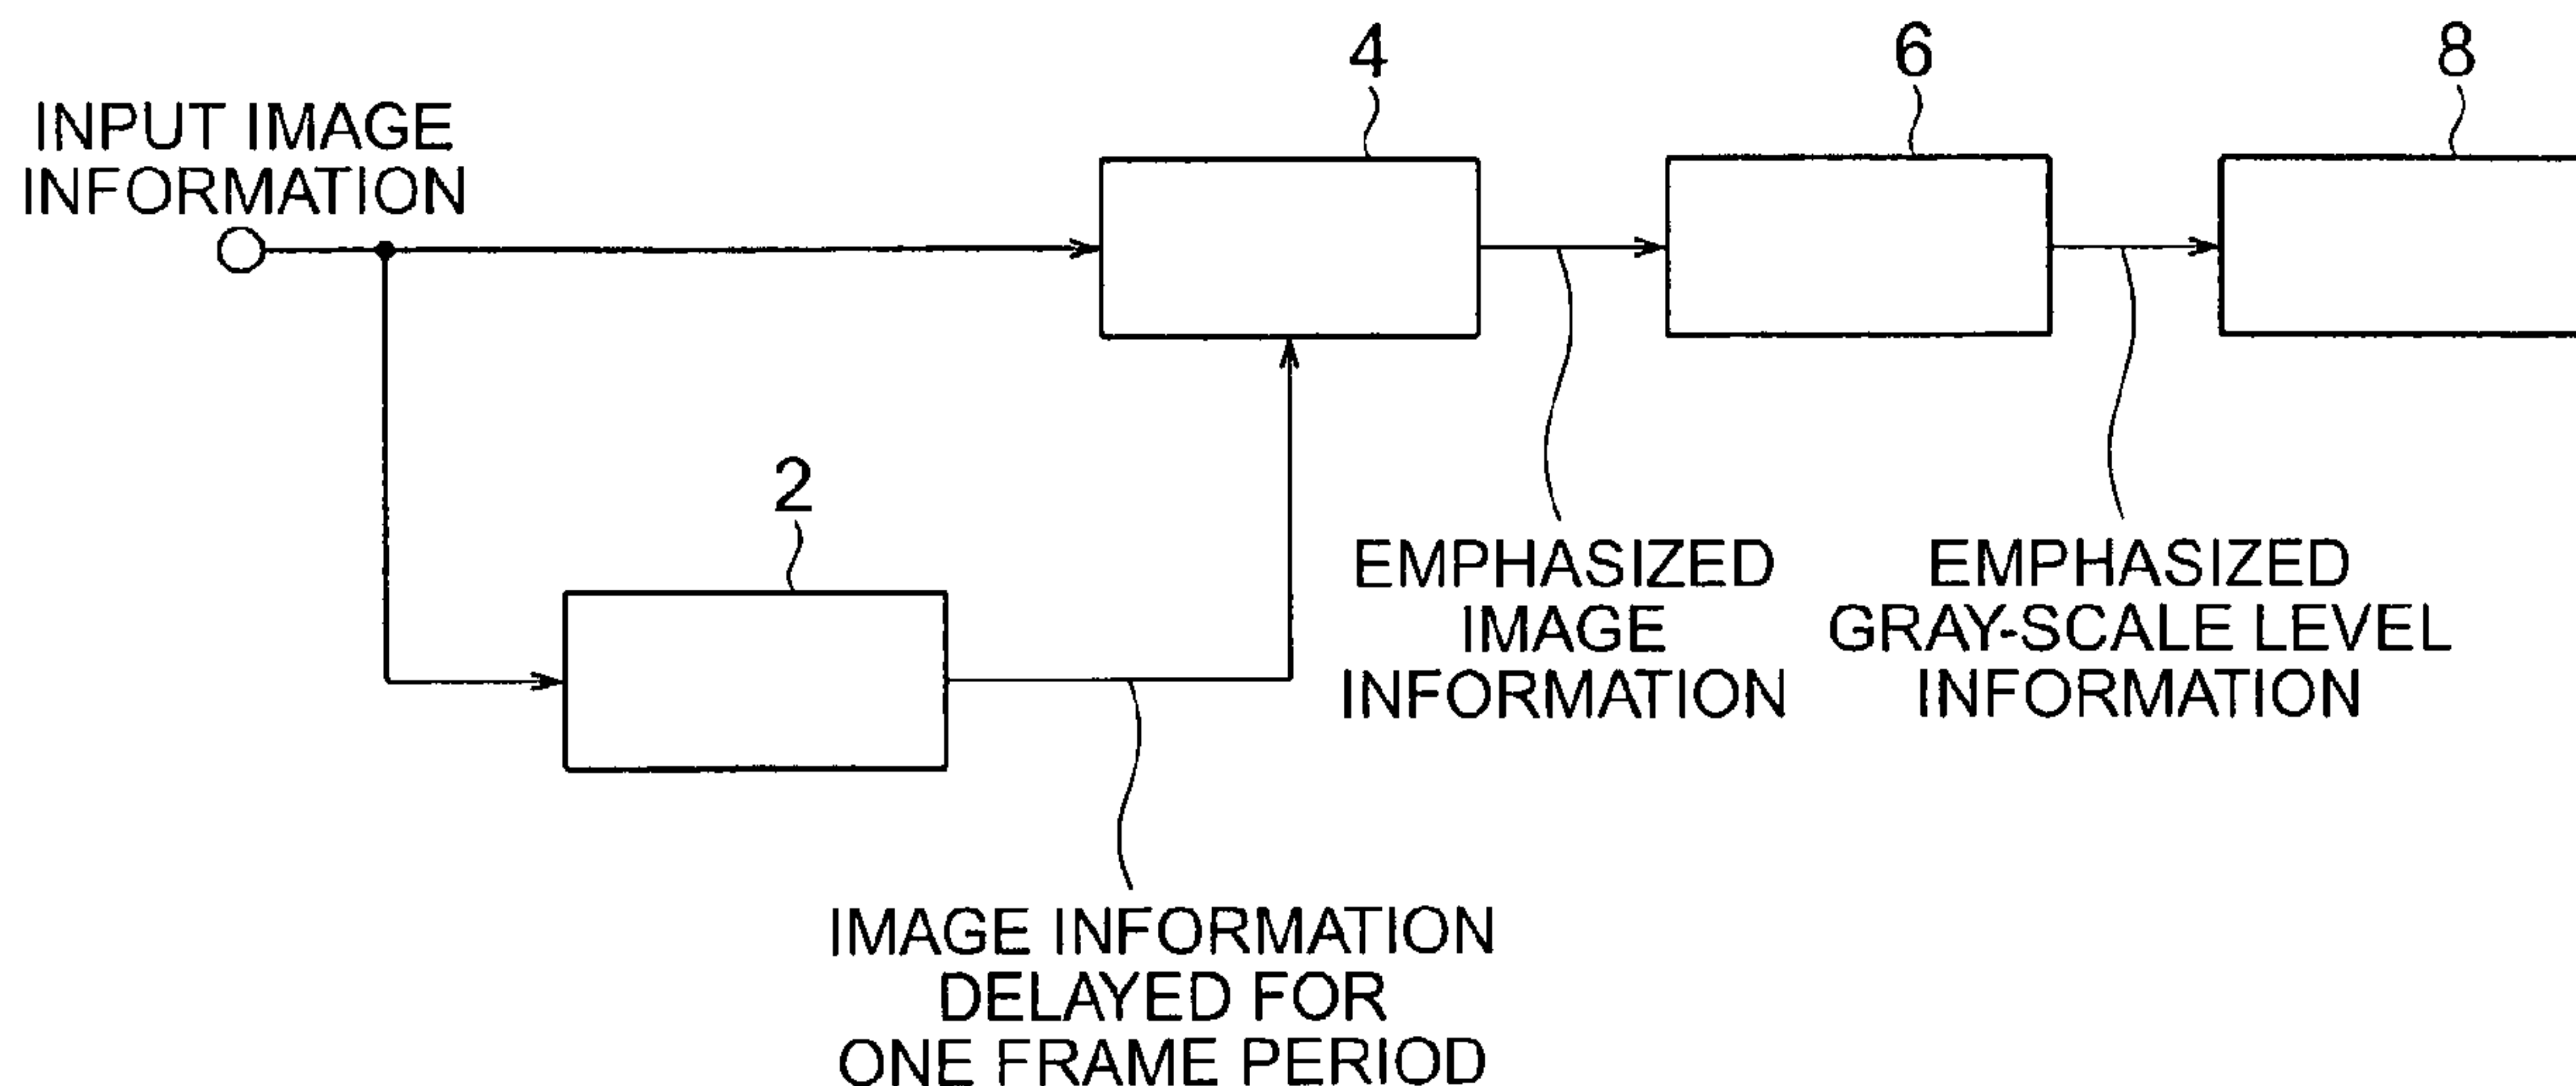 4
6
8
INPUT IMAGE
INFORMATION
2
EMPHASIZED
IMAGE
INFORMATION
EMPHASIZED
GRAY-SCALE LEVEL
INFORMATION
IMAGE INFORMATION
DELAYED FOR
ONE FRAME PERIOD